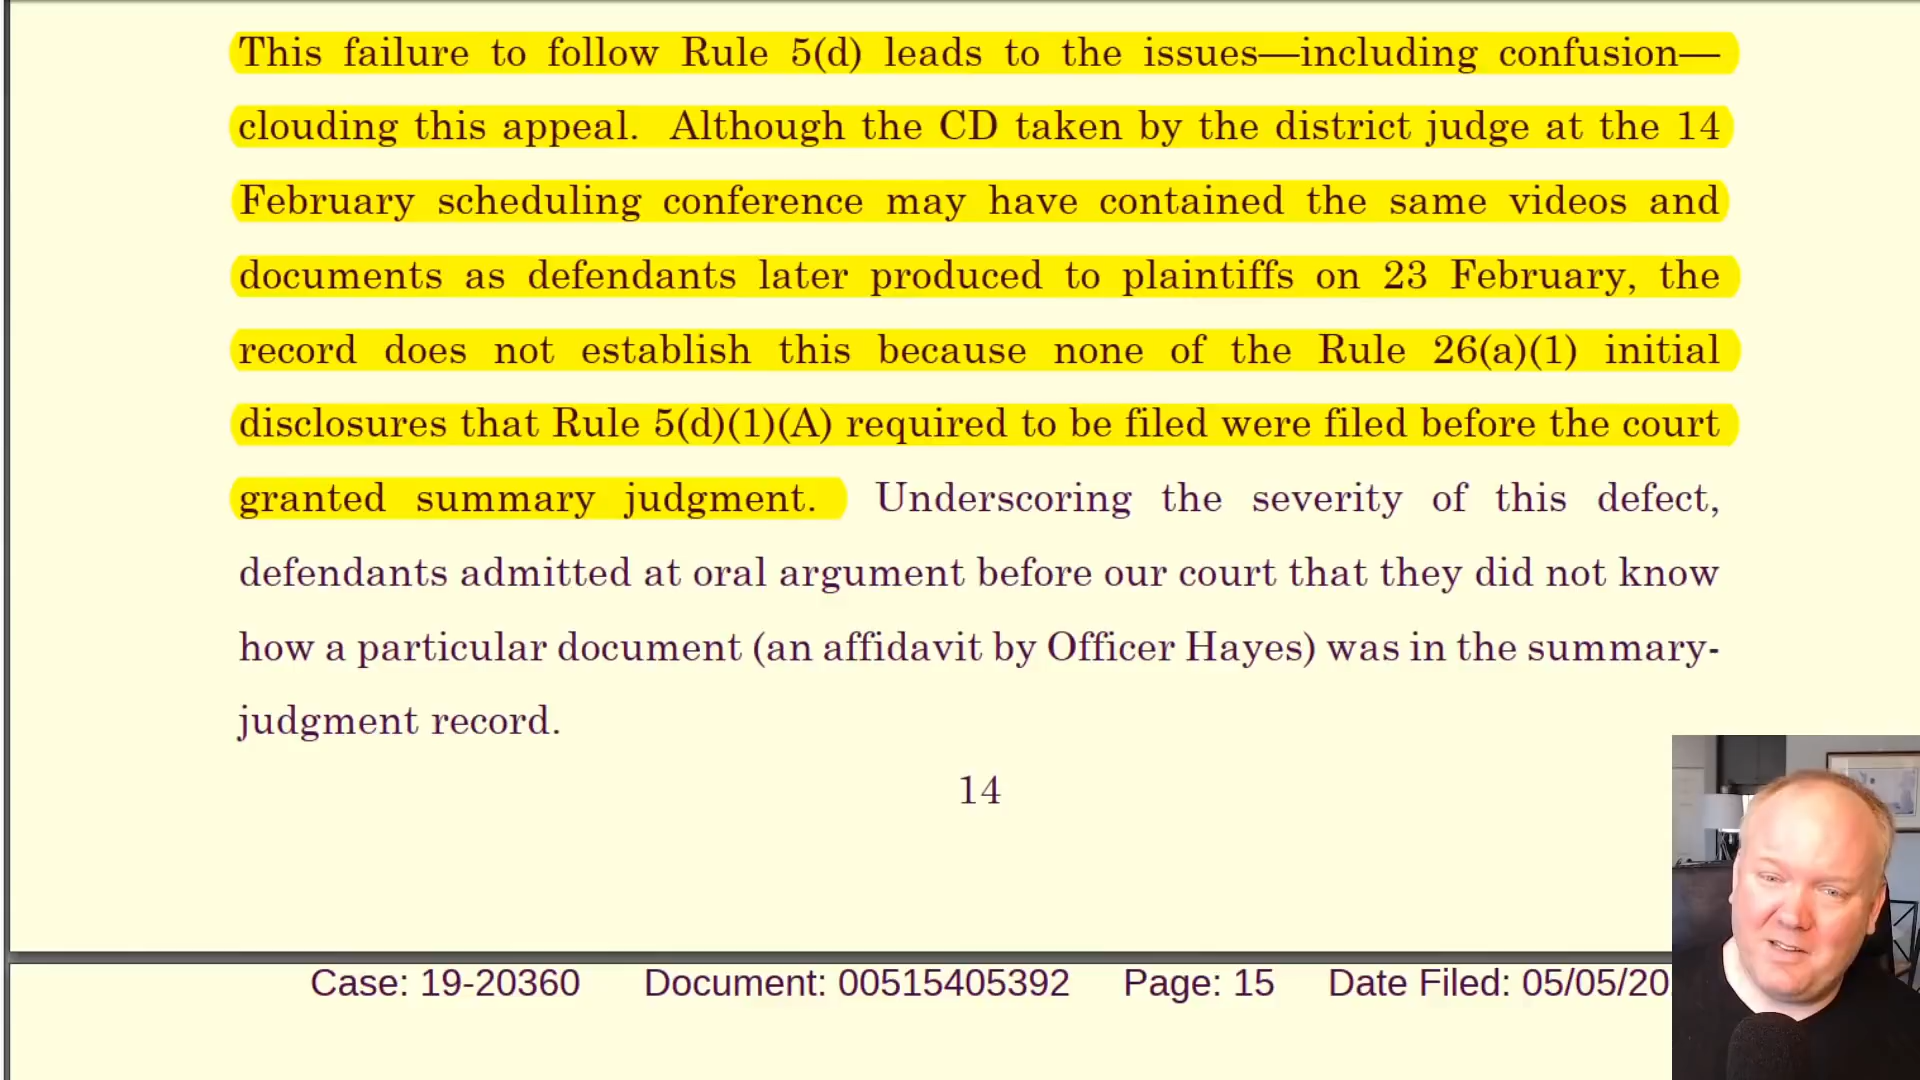 This failure to follow Rule 5(d) leads to the issues—including confusion—
clouding this appeal. Although the CD taken by the district judge at the 14
February scheduling conference may have contained the same videos and
documents as defendants later produced to plaintiffs on 23 February, the
record does not establish this because none of the Rule 26(a)(1) initial
disclosures that Rule 5(d)(1)(A) required to be filed were filed before the court
granted summary judgment. Underscoring the severity of this defect,
defendants admitted at oral argument before our court that they did not know
how a particular document (an affidavit by Officer Hayes) was in the summary-
judgment record.
14
Case: 19-20360 Document: 00515405392 Page: 15 Date Filed: 05/05/20